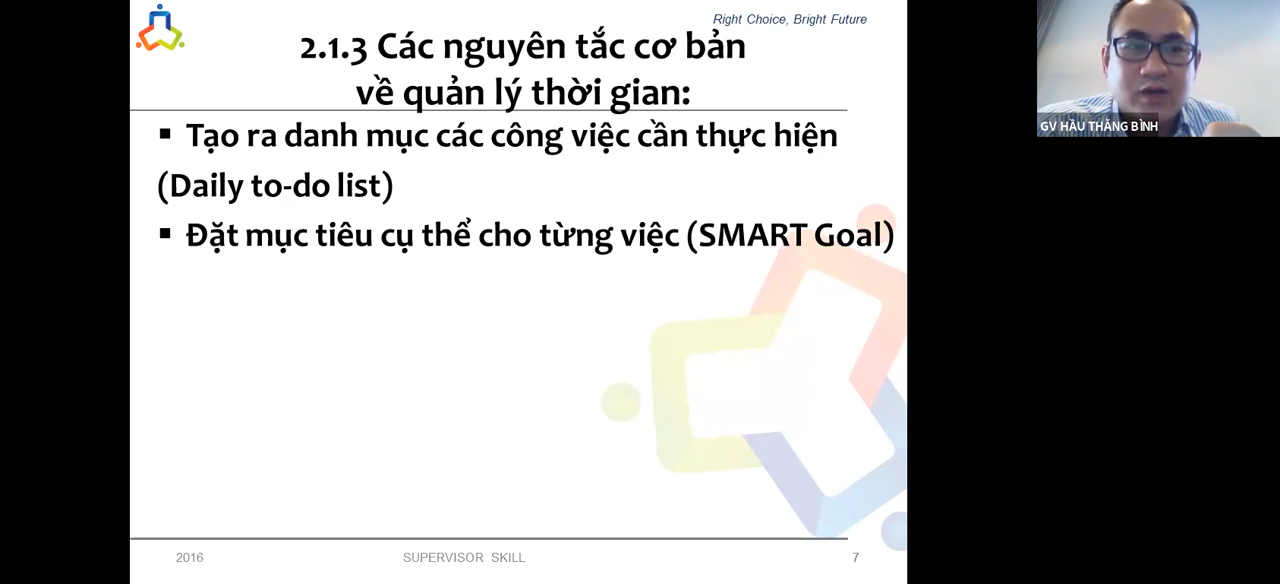 Right Choice, Bright Future
2.1.3 Các nguyên tắc cơ bản
về quản lý thời gian:
▪ Tạo ra danh mục các công việc cần thực hiện
(Daily to-do list)
▪ Đặt mục tiêu cụ thể cho từng việc (SMART Goal)
GV HẦU THĂNG BÌNH
2016 SUPERVISOR SKILL 7